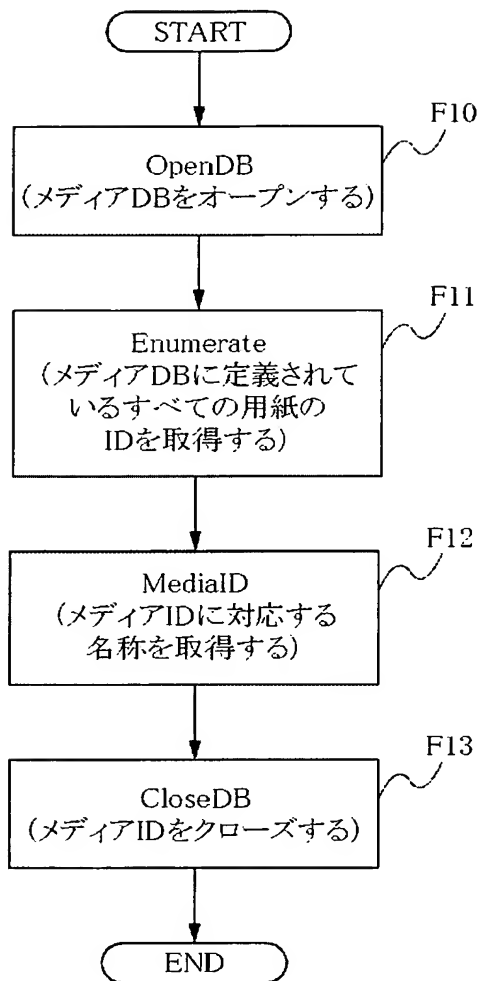 START
F10
OpenDB
(メディアDBをオープンする)
F11
Enumerate
(メディアDBに定義されて
いるすべての用紙の
IDを取得する)
F12
MediaID
(メディアIDに対応する
名称を取得する)
F13
CloseDB
(メディアIDをクローズする)
END